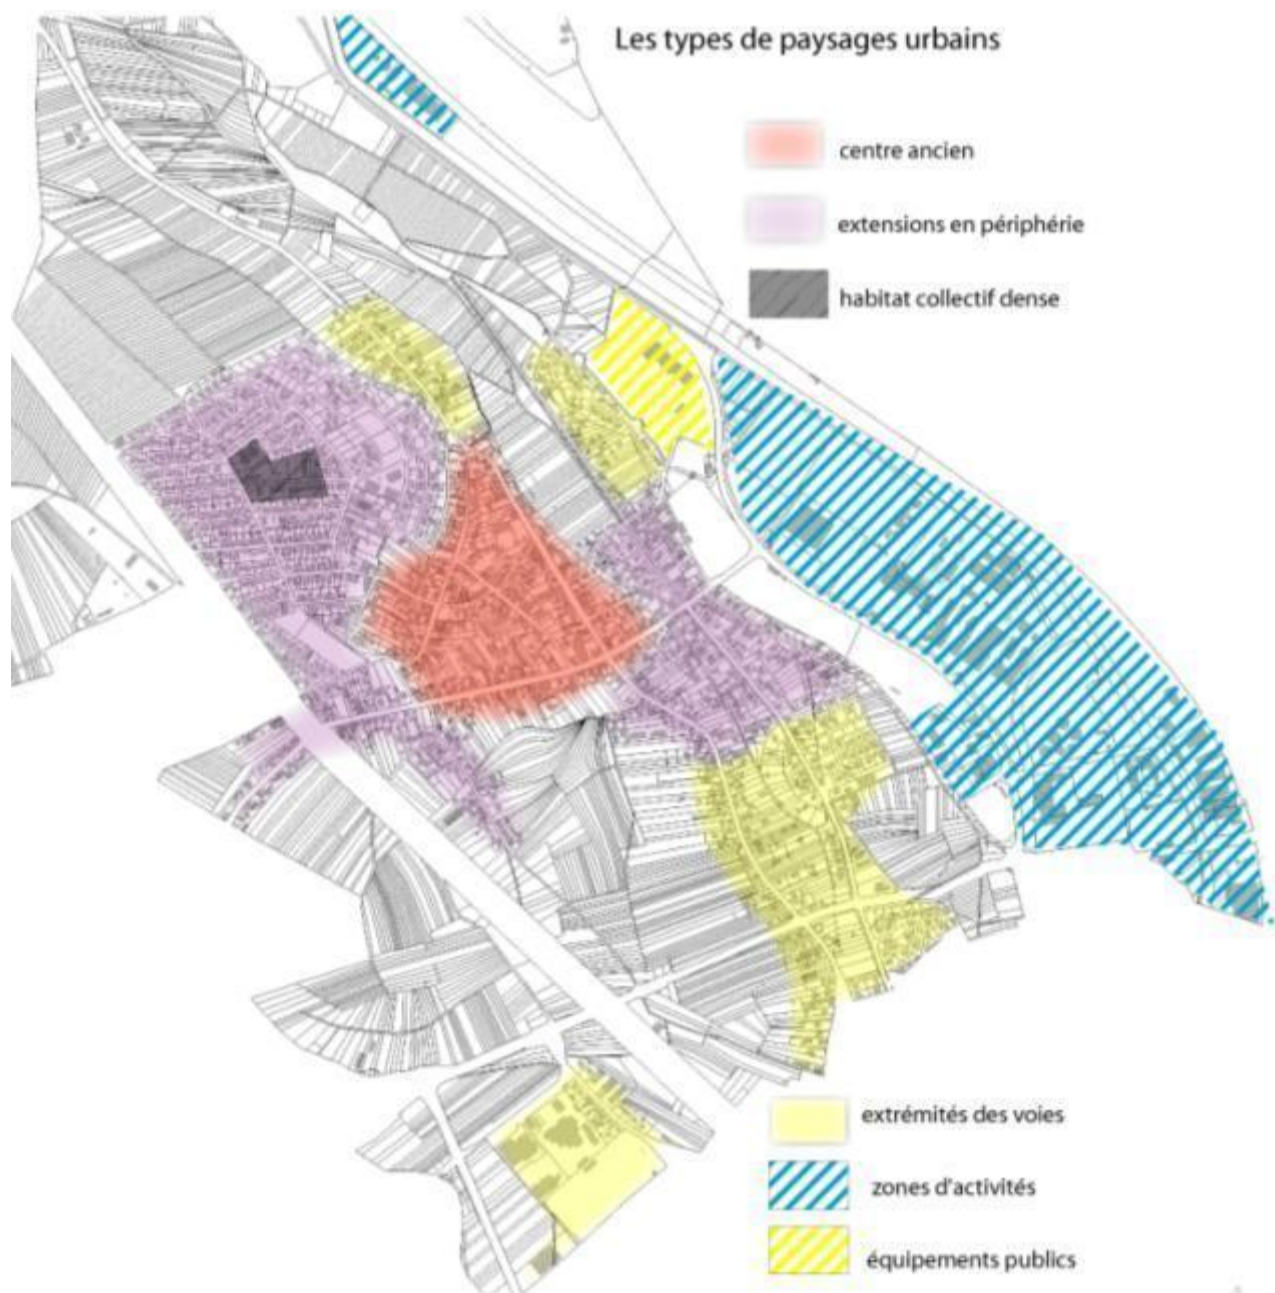 Les types de paysages urbains
centre ancien
extensions en périphérie
habitat collectif dense
extrémités des voies
zones d'activités
équipements publics